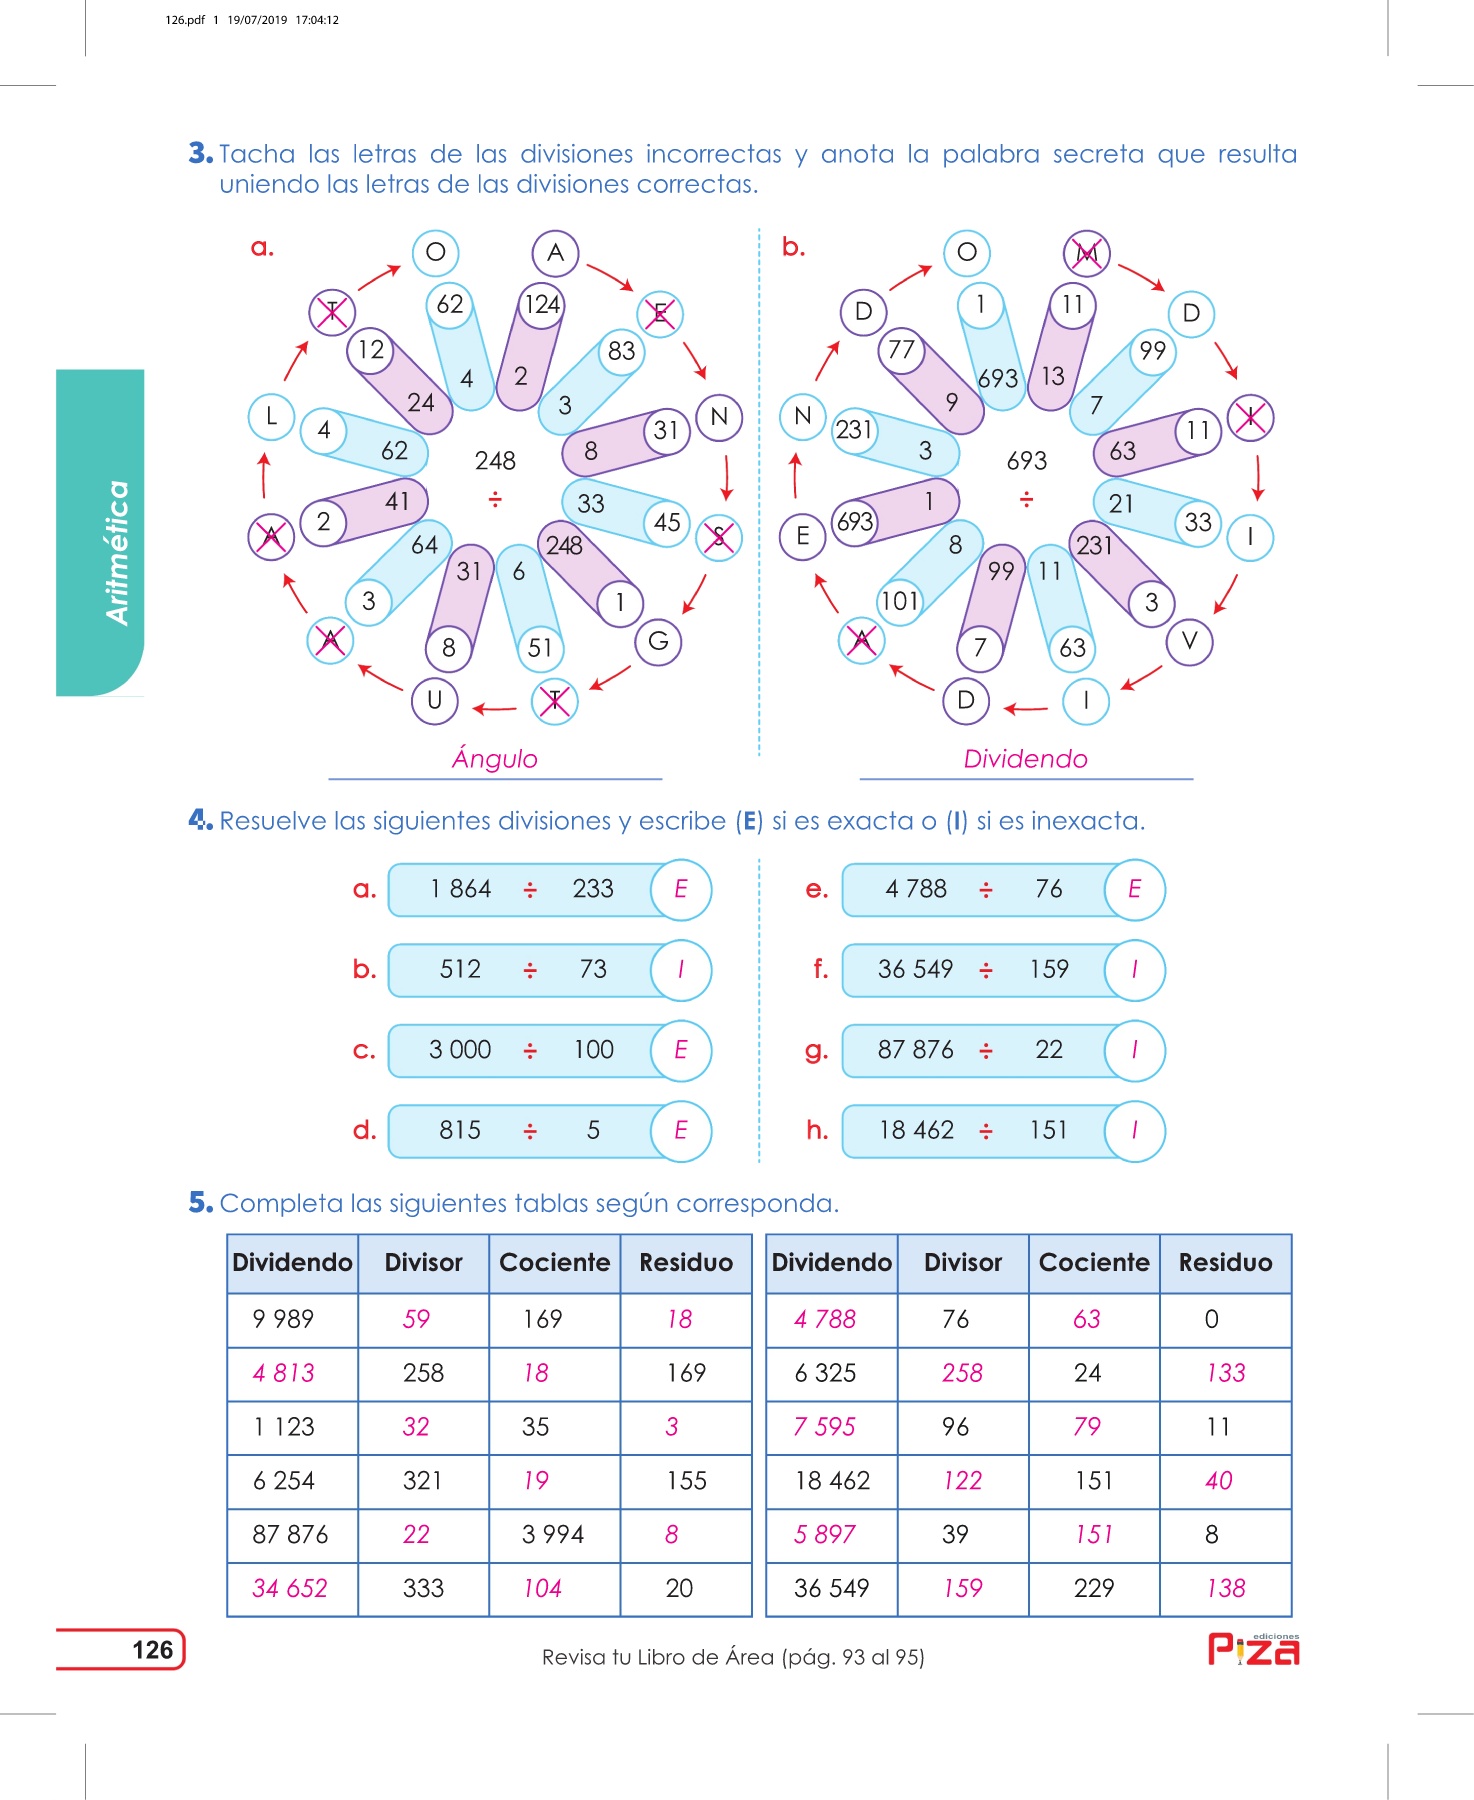 126.pdf 1 19/07/2019 17:04:12
3. Tacha las letras de las divisiones incorrectas y anota la palabra secreta que resulta
uniendo las letras de las divisiones correctas.
a.
O A
T E
62 124
12 83
4 2
24 3
L N
4 31
62 8
248
÷
41 33
2 45
A S
64 248
31 6
3 1
A G
8 51
U T
Ángulo
b.
O M
D D
1 11
77 99
693 13
9 7
N I
231 11
3 63
693
÷
1 21
693 33
E I
8 231
99 11
101 3
A V
7 63
D I
Dividendo
4. Resuelve las siguientes divisiones y escribe (E) si es exacta o (I) si es inexacta.
a. 1 864 ÷ 233 E
b. 512 ÷ 73 I
c. 3 000 ÷ 100 E
d. 815 ÷ 5 E
e. 4 788 ÷ 76 E
f. 36 549 ÷ 159 I
g. 87 876 ÷ 22 I
h. 18 462 ÷ 151 I
5. Completa las siguientes tablas según corresponda.
Dividendo Divisor Cociente Residuo
9 989 59 169 18
4 813 258 18 169
1 123 32 35 3
6 254 321 19 155
87 876 22 3 994 8
34 652 333 104 20
Dividendo Divisor Cociente Residuo
4 788 76 63 0
6 325 258 24 133
7 595 96 79 11
18 462 122 151 40
5 897 39 151 8
36 549 159 229 138
Aritmética
126
Revisa tu Libro de Área (pág. 93 al 95)
ediciones
Piza